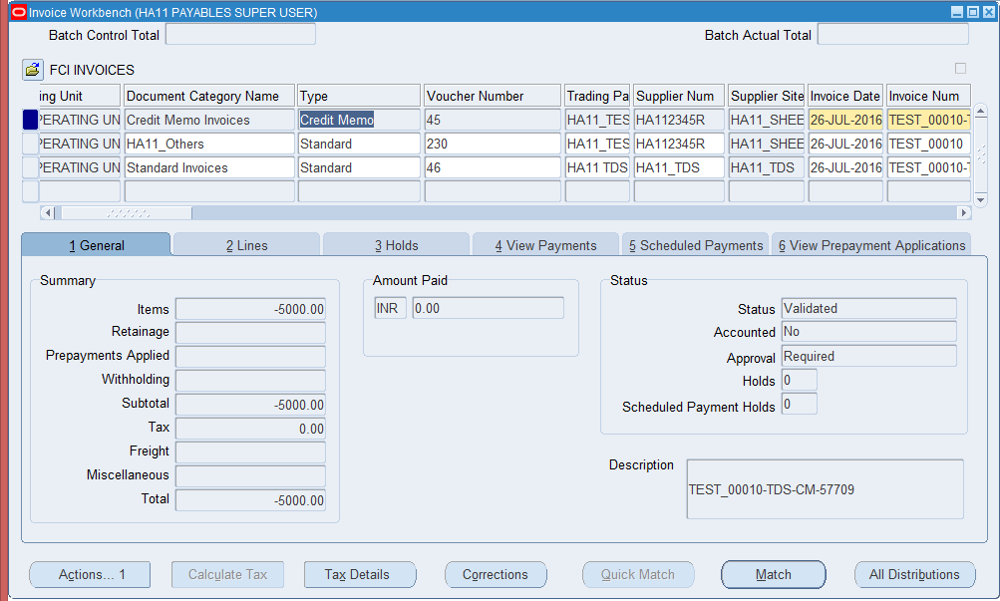 Invoice Workbench (HA11 PAYABLES SUPER USER)
Batch Control Total
Batch Actual Total
FCI INVOICES
ing Unit Document Category Name Type Voucher Number Trading Pa Supplier Num Supplier Site Invoice Date Invoice Num
PERATING UN Credit Memo Invoices Credit Memo 45 HA11_TES HA112345R HA11_SHEE 26-JUL-2016 TEST_00010-T
PERATING UN HA11_Others Standard 230 HA11_TES HA112345R HA11_SHEE 26-JUL-2016 TEST_00010
PERATING UN Standard Invoices Standard 46 HA11 TDS HA11_TDS HA11_TDS 26-JUL-2016 TEST_00010-T
1 General 2 Lines 3 Holds 4 View Payments 5 Scheduled Payments 6 View Prepayment Applications
Summary
Items -5000.00
Retainage
Prepayments Applied
Withholding
Subtotal -5000.00
Tax 0.00
Freight
Miscellaneous
Total -5000.00
Amount Paid
INR 0.00
Status
Status Validated
Accounted No
Approval Required
Holds 0
Scheduled Payment Holds 0
Description TEST_00010-TDS-CM-57709
Actions... 1 Calculate Tax Tax Details Corrections Quick Match Match All Distributions